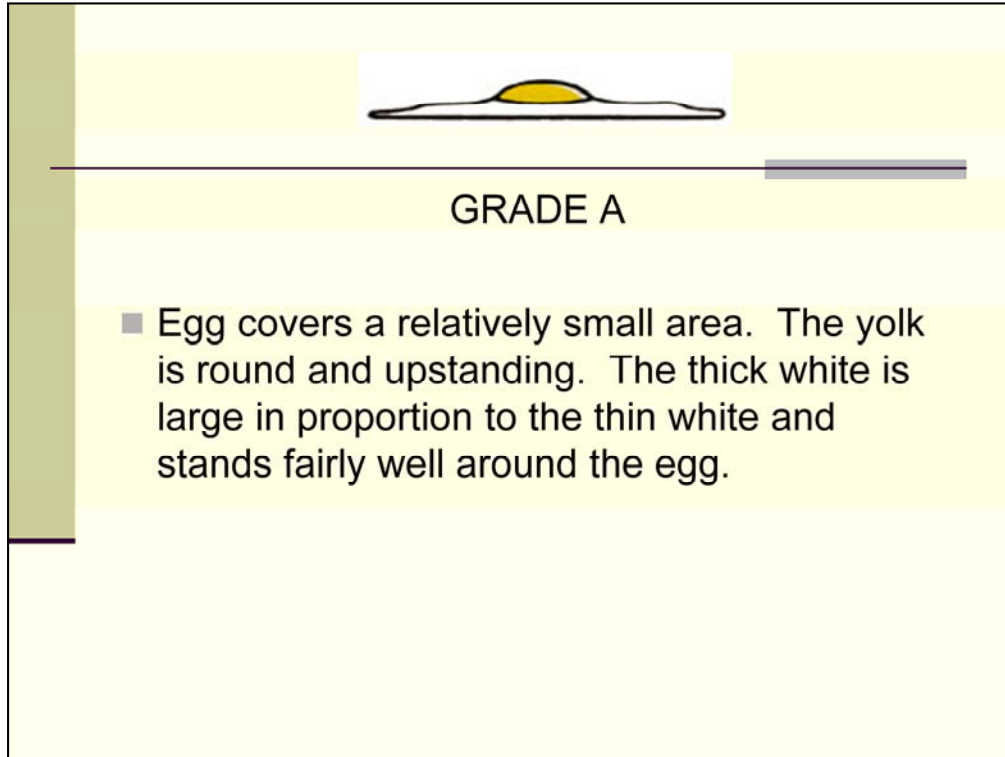 GRADE A
Egg covers a relatively small area.  The yolk
is round and upstanding.  The thick white is
large in proportion to the thin white and
stands fairly well around the egg.